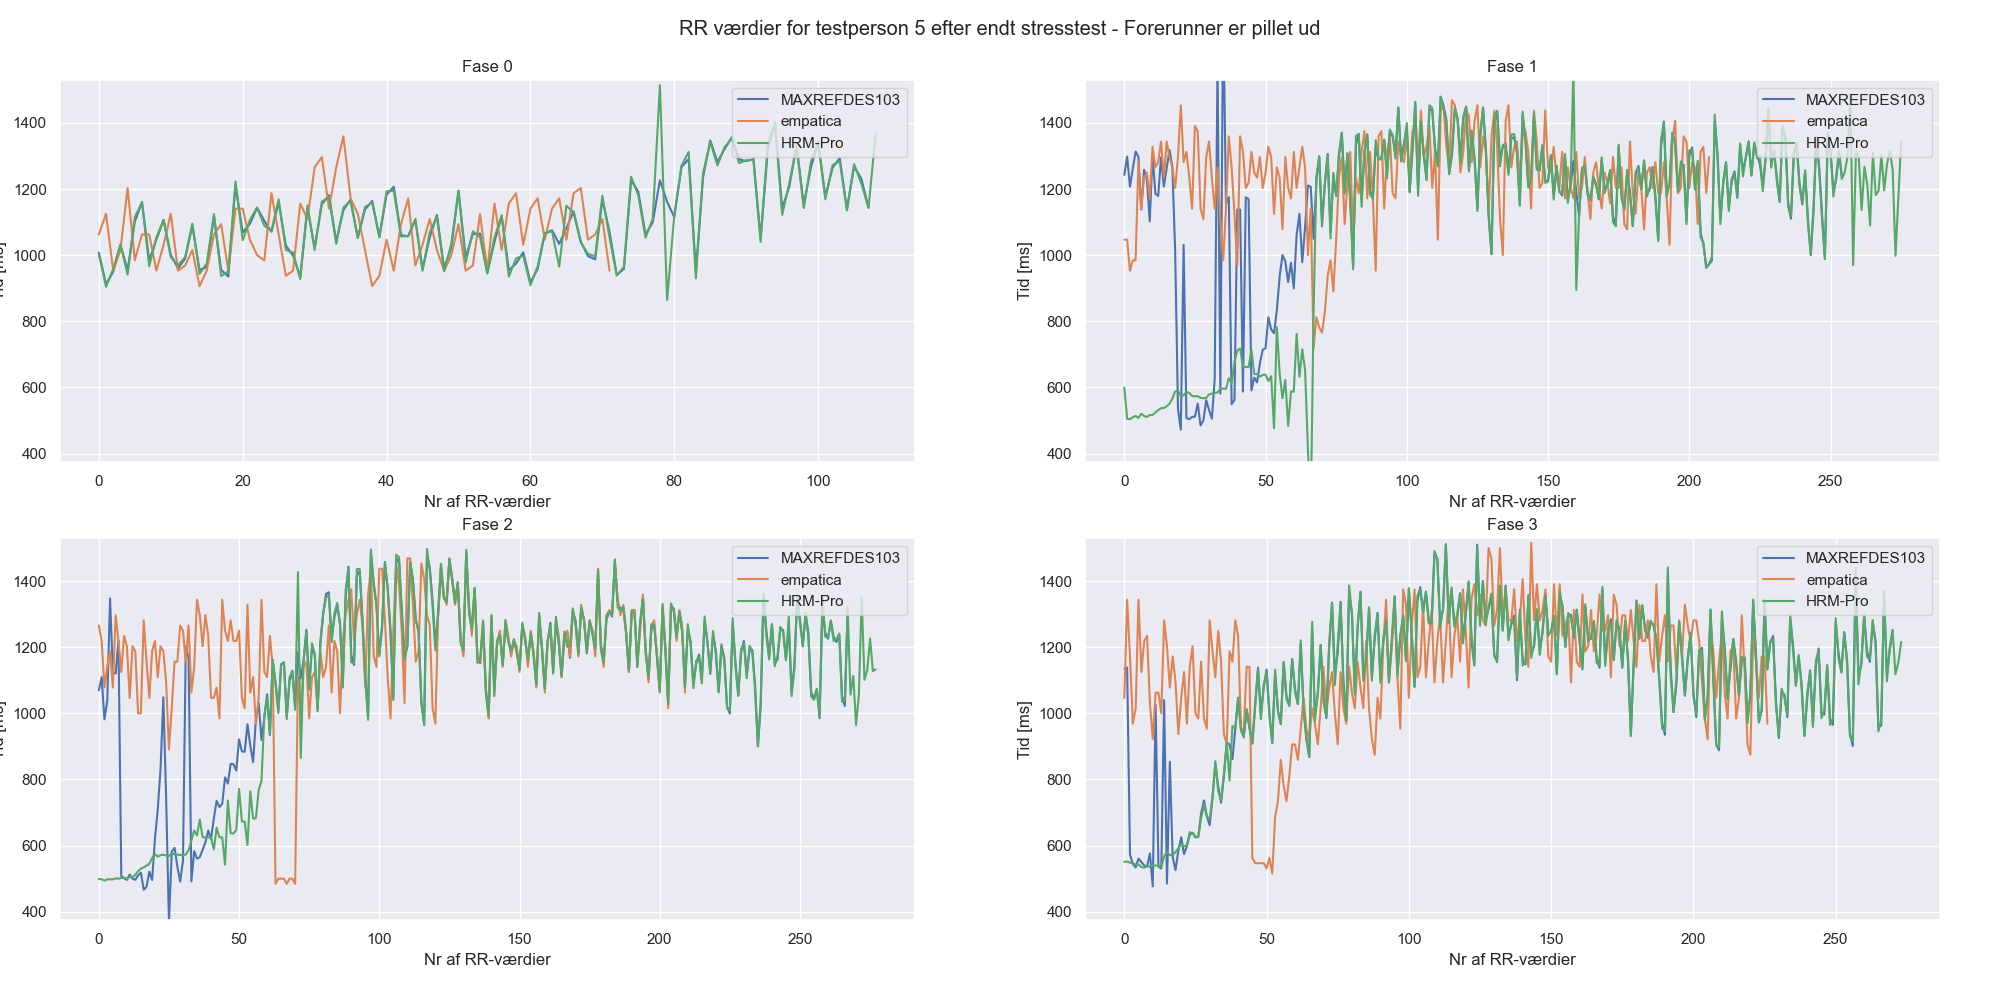 RR værdier for testperson 5 efter endt stresstest - Forerunner er pillet ud
Fase 0
1400
1200
1000
800
600
400
0 20 40 60 80 100
Nr af RR-værdier
MAXREFDES103
empatica
HRM-Pro
Fase 1
Tid [ms]
1400
1200
1000
800
600
400
0 50 100 150 200 250
Nr af RR-værdier
MAXREFDES103
empatica
HRM-Pro
Fase 2
1400
1200
1000
800
600
400
0 50 100 150 200 250
Nr af RR-værdier
MAXREFDES103
empatica
HRM-Pro
Fase 3
Tid [ms]
1400
1200
1000
800
600
400
0 50 100 150 200 250
Nr af RR-værdier
MAXREFDES103
empatica
HRM-Pro